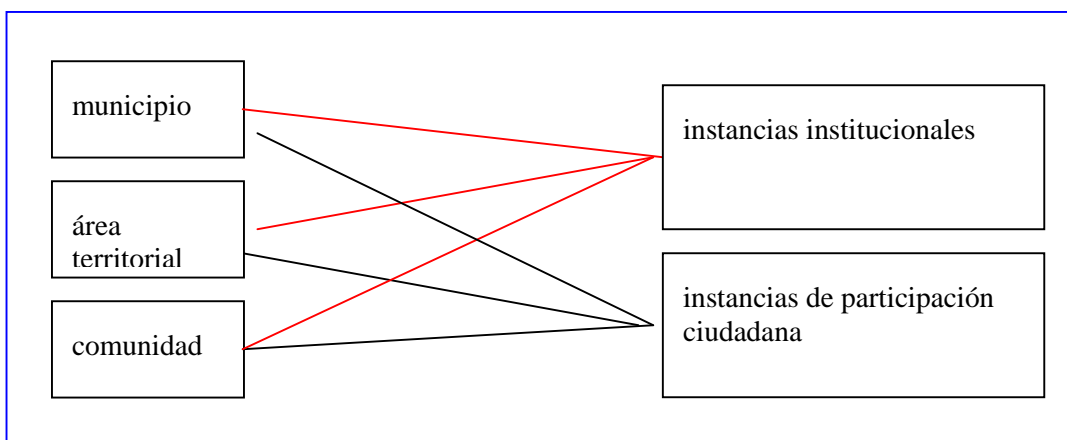 municipio
área
territorial
comunidad
instancias institucionales
instancias de participación
ciudadana